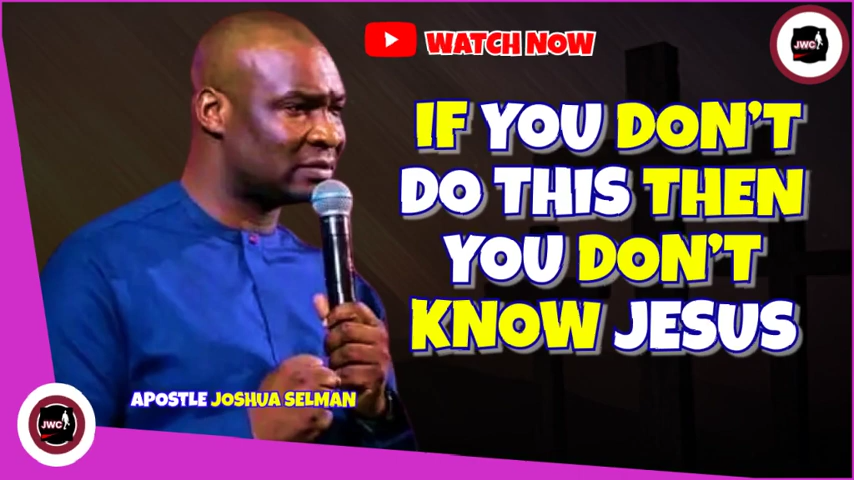 WATCH NOW
JWC
IF YOU DON'T
DO THIS THEN
YOU DON'T
KNOW JESUS
APOSTLE JOSHUA SELMAN
JWC